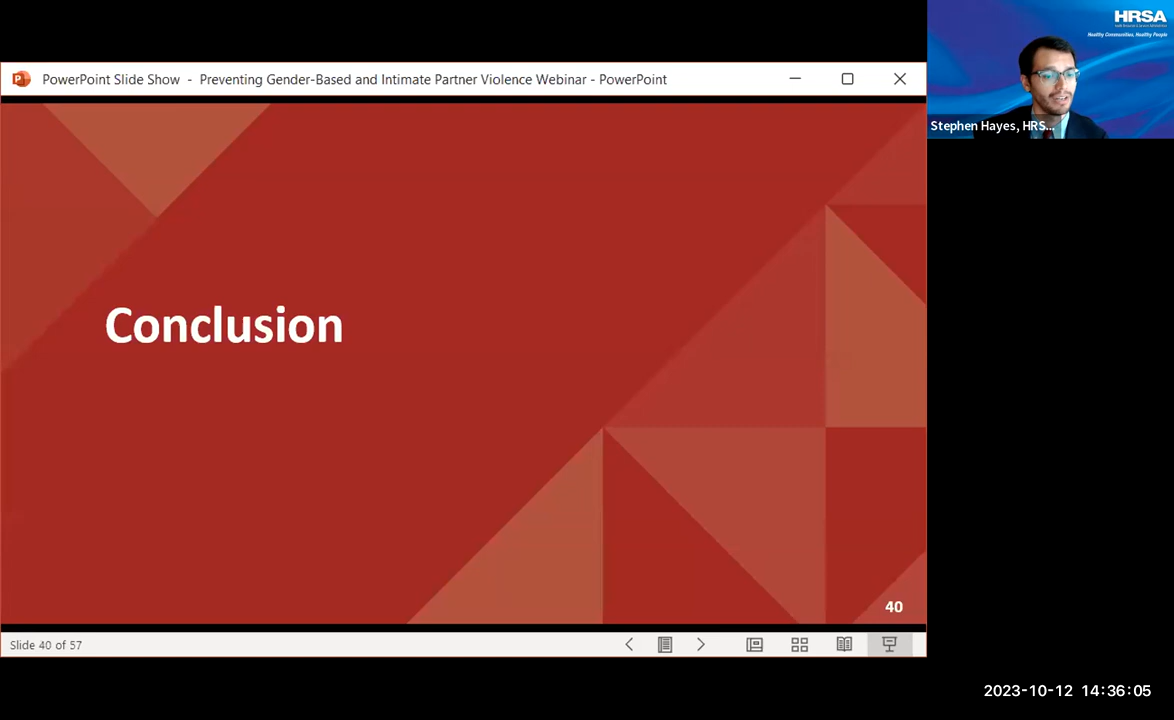 HRSA
Healthy Communities, Healthy People
PowerPoint Slide Show - Preventing Gender-Based and Intimate Partner Violence Webinar - PowerPoint
Stephen Hayes, HRS...
Conclusion
40
Slide 40 of 57
2023-10-12 14:36:05